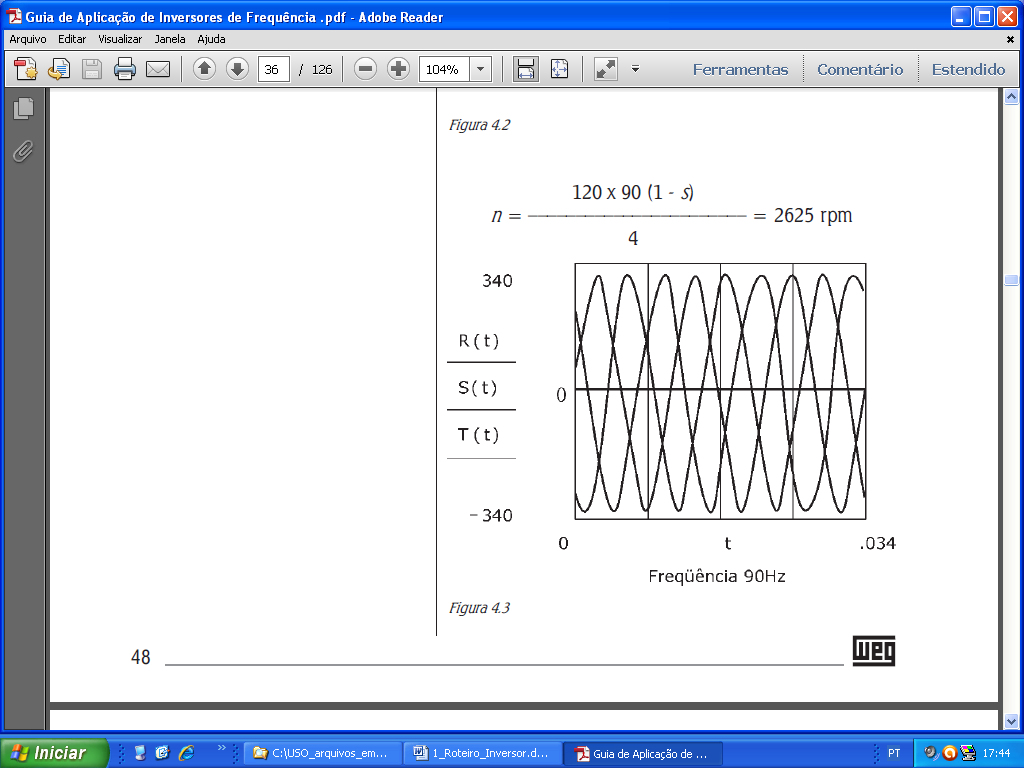 Guia de Aplicação de Inversores de Frequência .pdf - Adobe Reader
Arquivo Editar Visualizar Janela Ajuda
36 / 126 104% Ferramentas Comentário Estendido
Figura 4.2
120 x 90 (1 - s)
n = ──────────── = 2625 rpm
4
340
R(t)
S(t)
0
T(t)
-340
0 t .034
Freqüência 90Hz
Figura 4.3
48 weg
Iniciar C:\USO_arquivos_em... 1_Roteiro_Inversor.d... Guia de Aplicação de ... PT 17:44